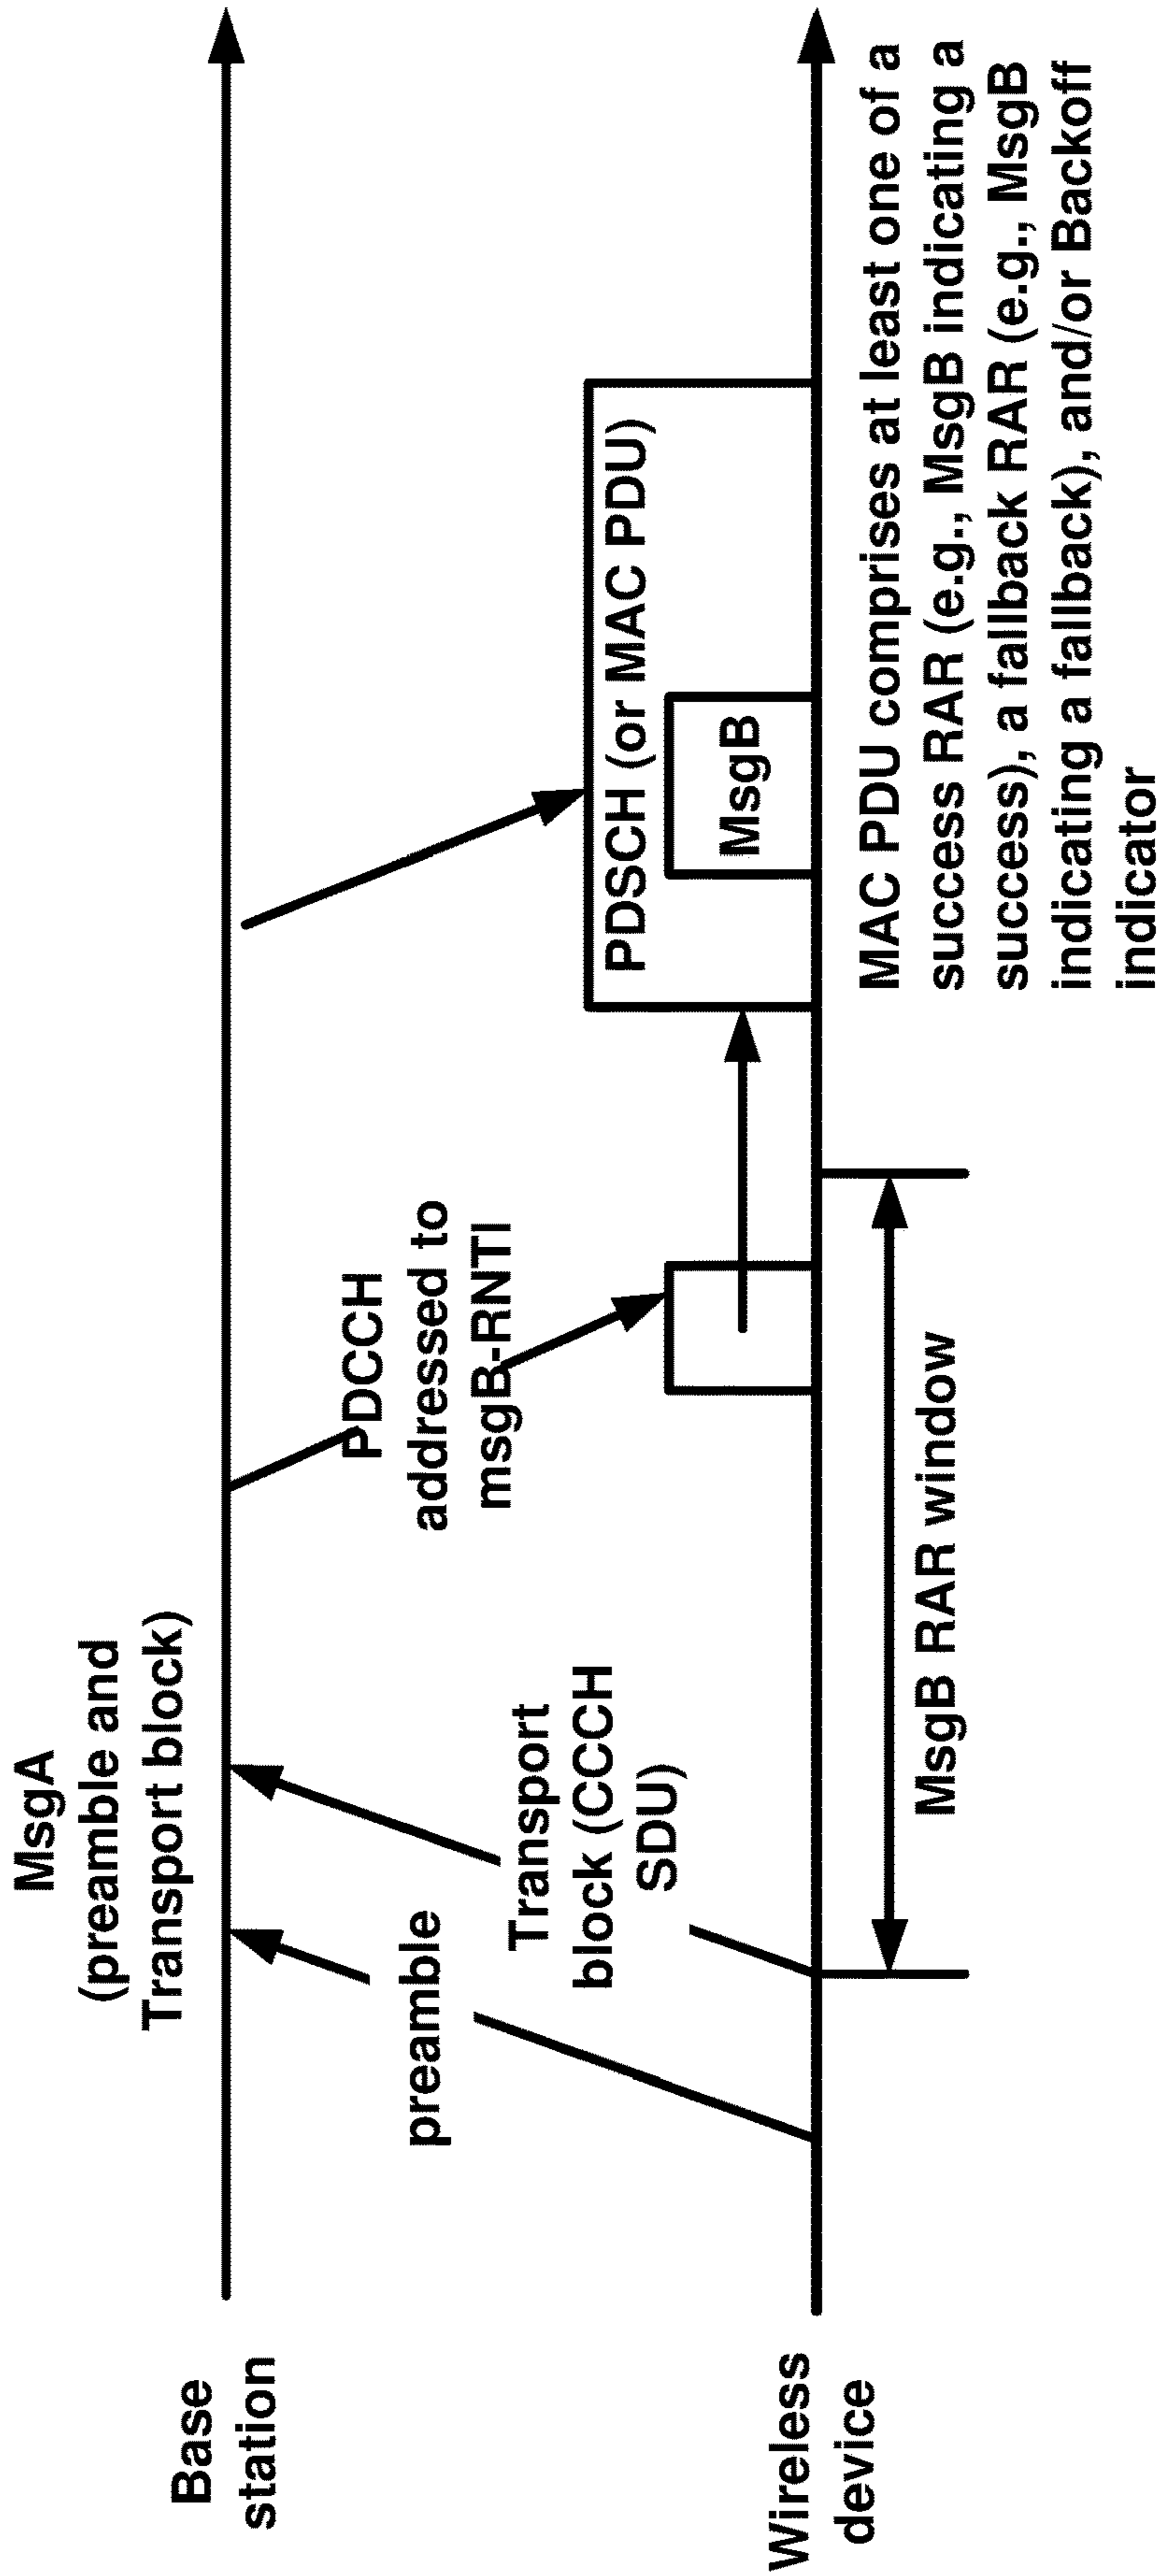 MsgA
(preamble and
Transport block)
Base
station
PDCCH
addressed to
msgB-RNTI
preamble
Transport
block (CCCH
SDU)
PDSCH (or MAC PDU)
MsgB
Wireless
device
MsgB RAR window
MAC PDU comprises at least one of a
success RAR (e.g., MsgB indicating a
success), a fallback RAR (e.g., MsgB
indicating a fallback), and/or Backoff
indicator